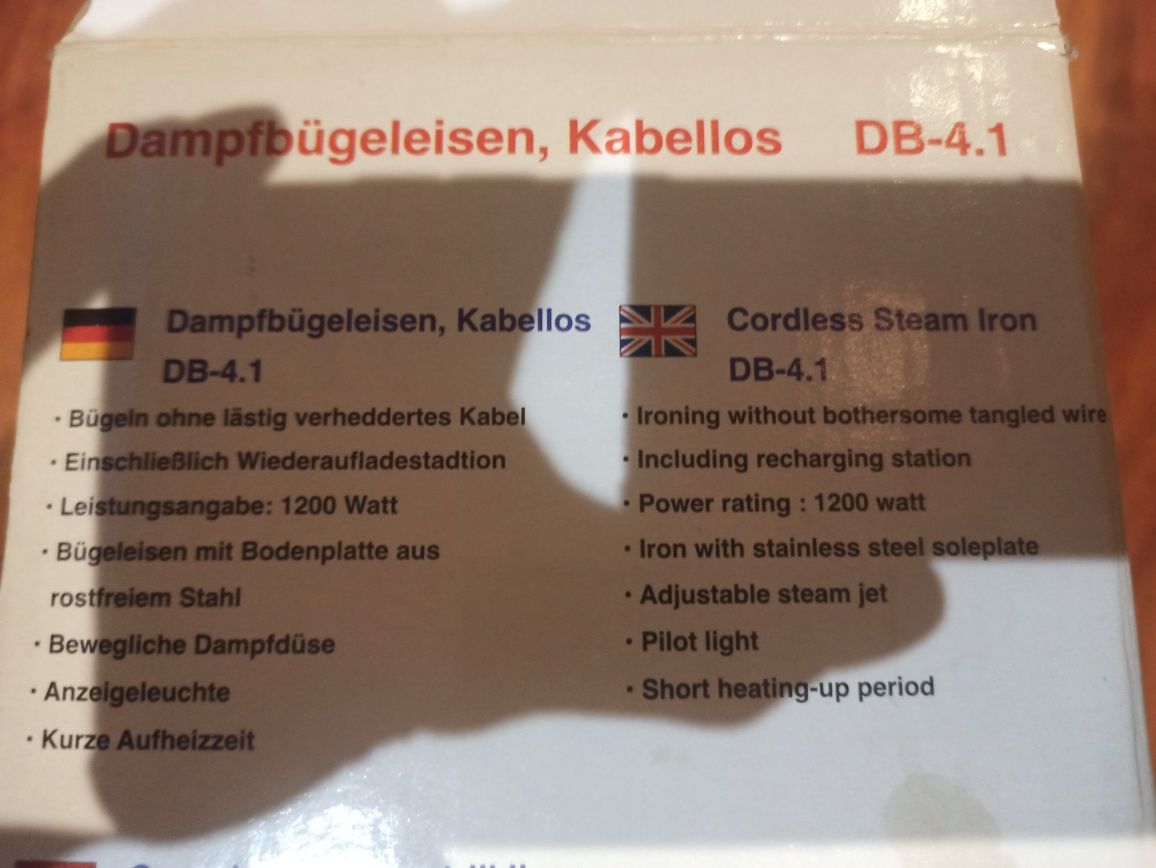 Dampfbügeleisen, Kabellos DB-4.1
Dampfbügeleisen, Kabellos
DB-4.1
· Bügeln ohne lästig verheddertes Kabel
· Einschließlich Wiederaufladestadtion
· Leistungsangabe: 1200 Watt
· Bügeleisen mit Bodenplatte aus
rostfreiem Stahl
· Bewegliche Dampfdüse
· Anzeigeleuchte
· Kurze Aufheizzeit
Cordless Steam Iron
DB-4.1
· Ironing without bothersome tangled wire
· Including recharging station
· Power rating : 1200 watt
· Iron with stainless steel soleplate
· Adjustable steam jet
· Pilot light
· Short heating-up period